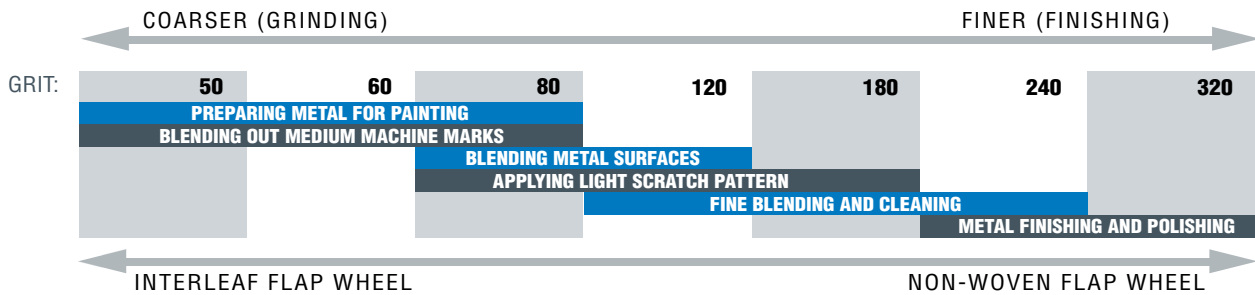 COARSER (GRINDING) FINER (FINISHING)
GRIT: 50 60 80 120 180 240 320
PREPARING METAL FOR PAINTING
BLENDING OUT MEDIUM MACHINE MARKS
BLENDING METAL SURFACES
APPLYING LIGHT SCRATCH PATTERN
FINE BLENDING AND CLEANING
METAL FINISHING AND POLISHING
INTERLEAF FLAP WHEEL NON-WOVEN FLAP WHEEL